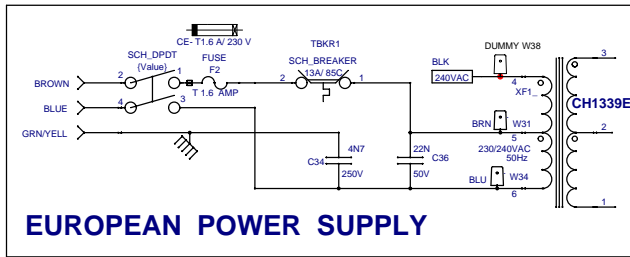 CE- T1.6 A/ 230 V
SCH_DPDT
{Value}
FUSE
F2
T 1.6 AMP
TBKR1
SCH_BREAKER
13A/ 85C
DUMMY W38
BLK
240VAC
XF1_
CH1339E
BROWN
2
1
2
1
4
3
BLUE
4
3
BRN
W31
5
2
GRN/YELL
230/240VAC
50Hz
4N7
C34
250V
22N
C36
50V
BLU
W34
6
1
EUROPEAN POWER SUPPLY